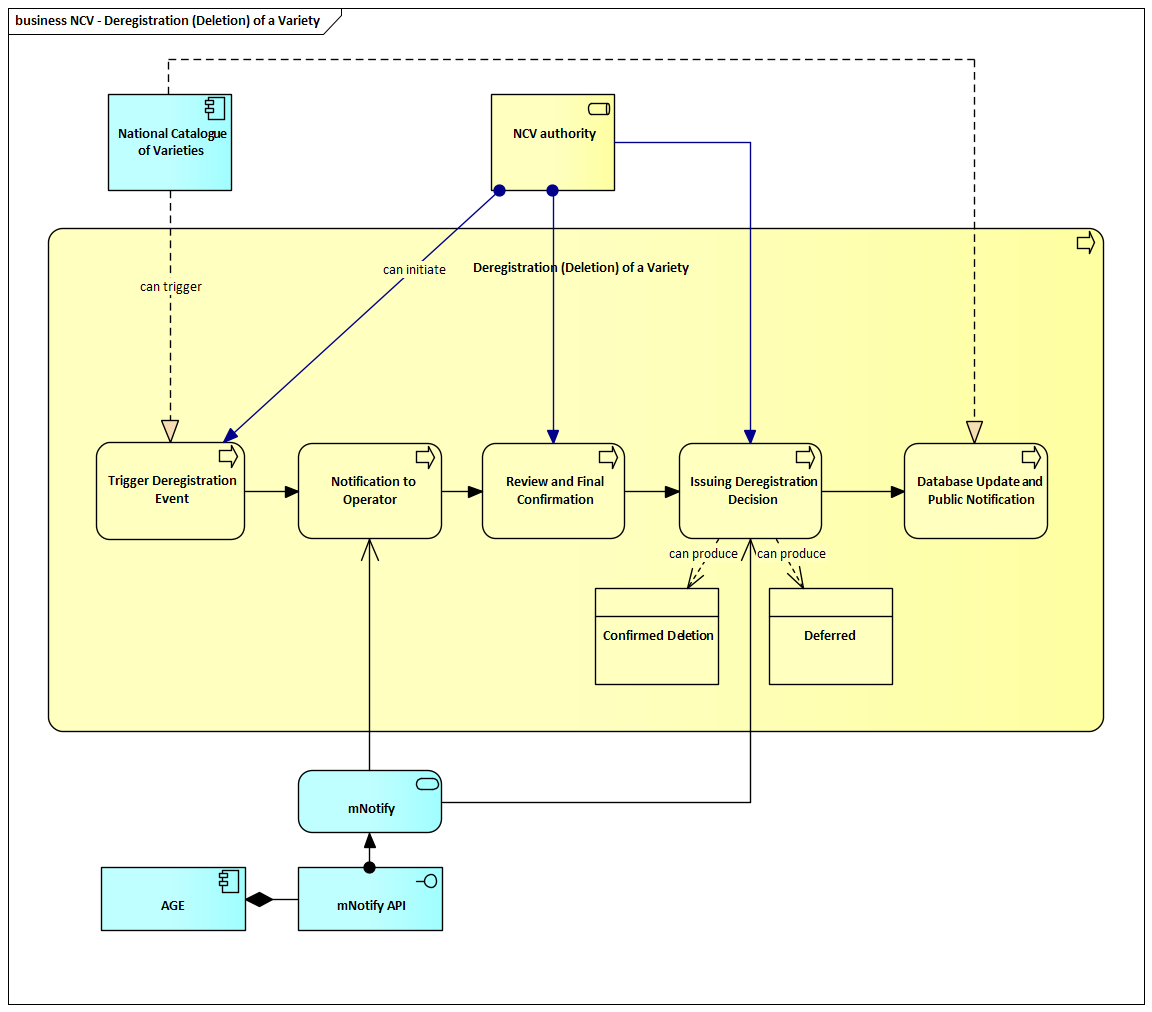 business NCV - Deregistration (Deletion) of a Variety
National Catalogue
of Varieties
NCV authority
can initiate
Deregistration (Deletion) of a Variety
can trigger
Trigger Deregistration
Event
Notification to
Operator
Review and Final
Confirmation
Issuing Deregistration
Decision
Database Update and
Public Notification
can produce
can produce
Confirmed Deletion
Deferred
mNotify
AGE
mNotify API